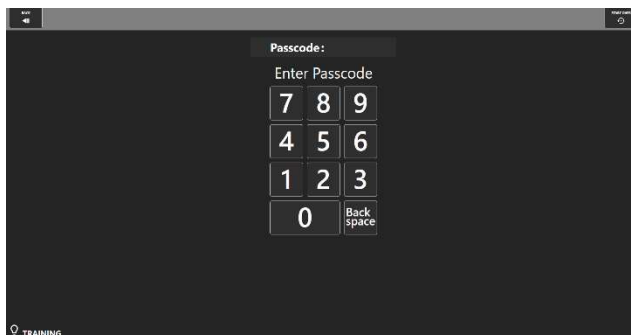 Passcode:
Enter Passcode
7 8 9
4 5 6
1 2 3
0 Back
space
TRAINING